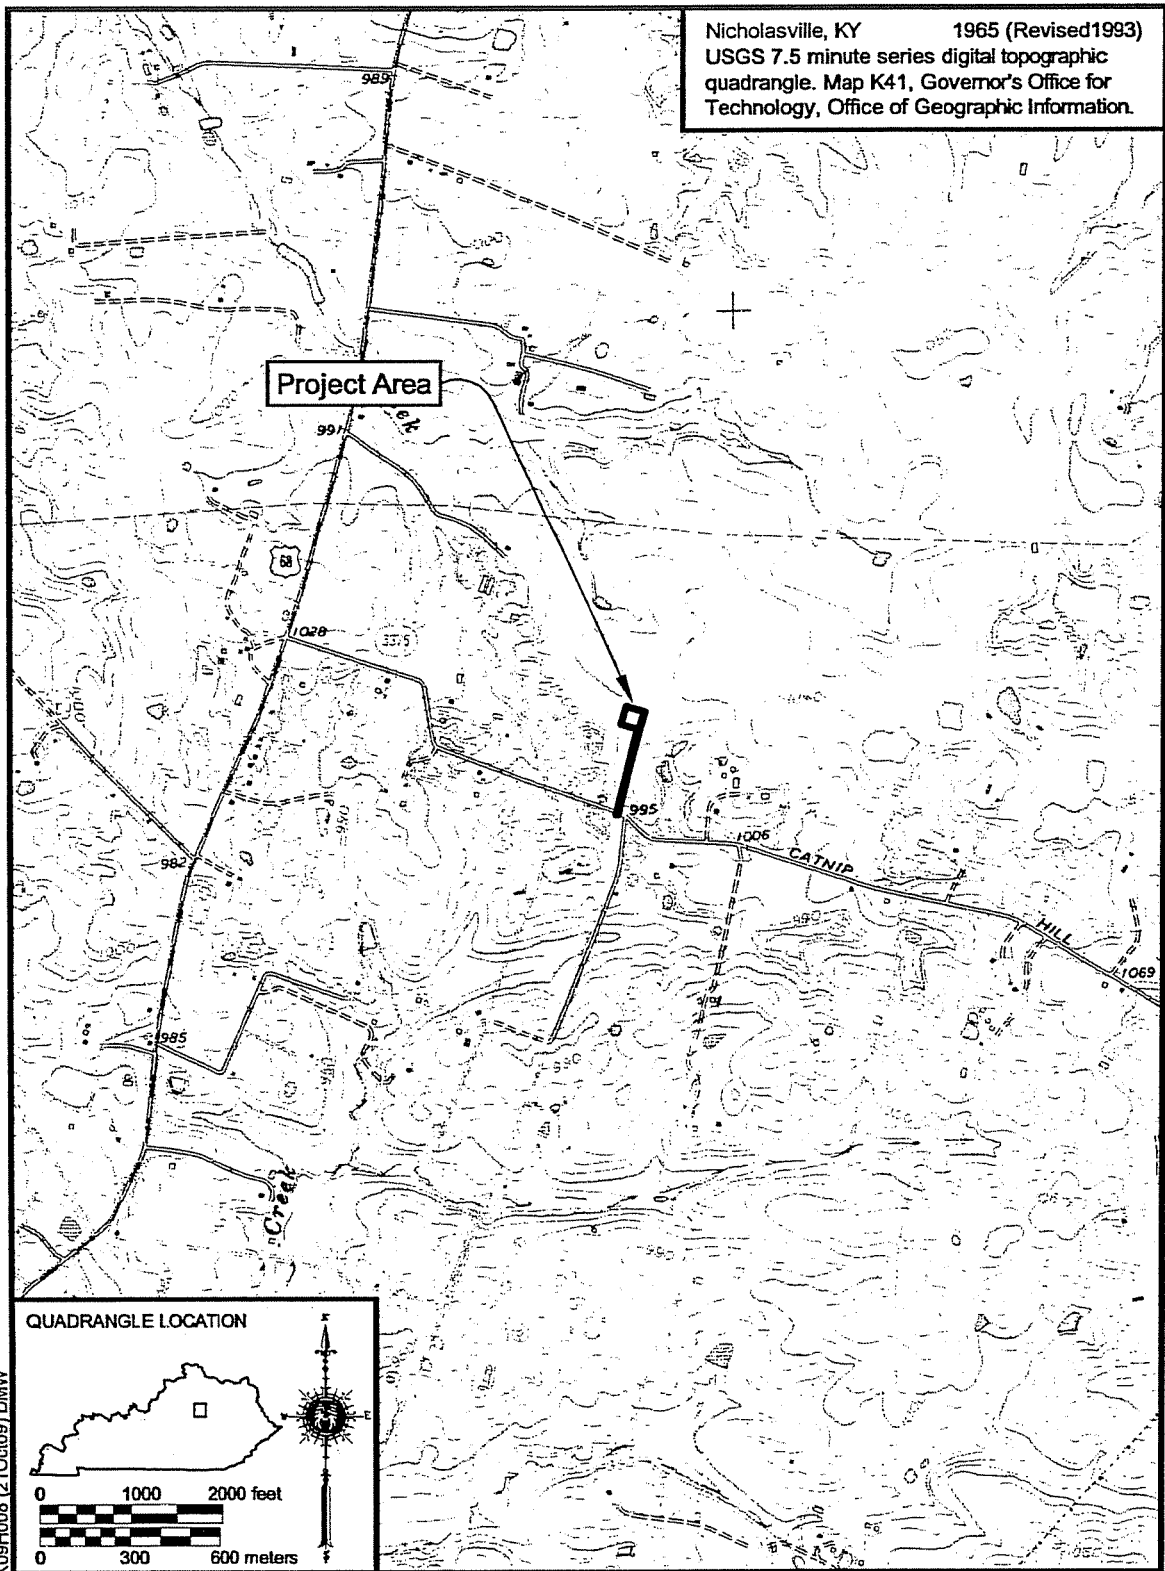 Nicholasville, KY 1965 (Revised1993)
USGS 7.5 minute series digital topographic
quadrangle. Map K41, Governor's Office for
Technology, Office of Geographic Information.
989
Project Area
991
68
1028
3375
995
1006
CATNIP
982
HILL
1069
985
Creek
990
QUADRANGLE LOCATION
N
E
0 1000 2000 feet
0 300 600 meters